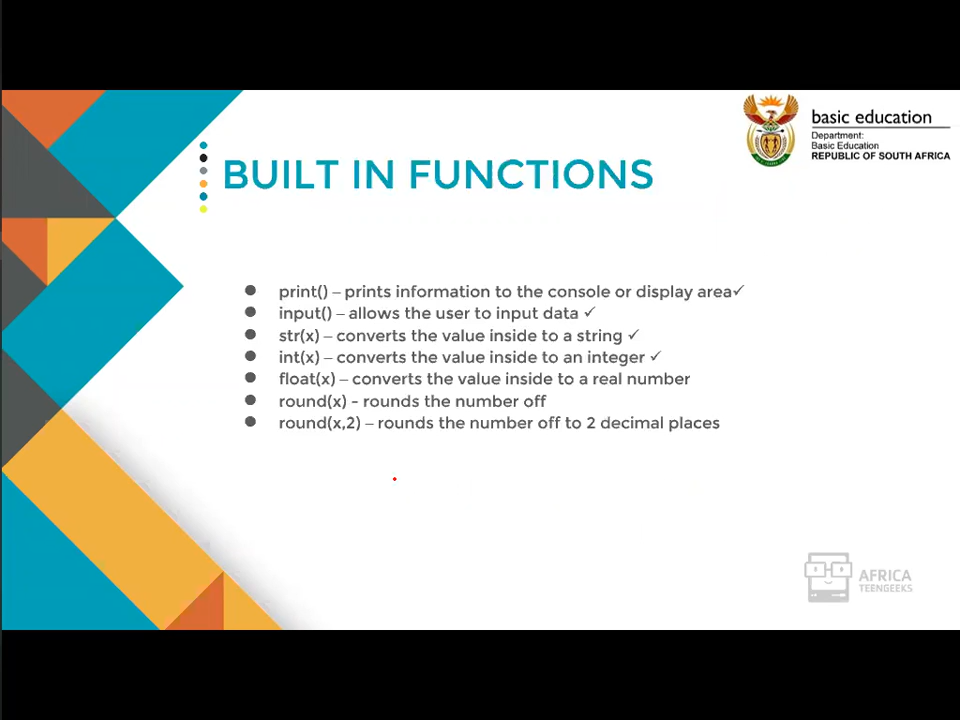 basic education
Department:
Basic Education
REPUBLIC OF SOUTH AFRICA
BUILT IN FUNCTIONS
● print() – prints information to the console or display area✓
● input() – allows the user to input data ✓
● str(x) – converts the value inside to a string ✓
● int(x) – converts the value inside to an integer ✓
● float(x) – converts the value inside to a real number
● round(x) - rounds the number off
● round(x,2) – rounds the number off to 2 decimal places
AFRICA
TEENGEEKS